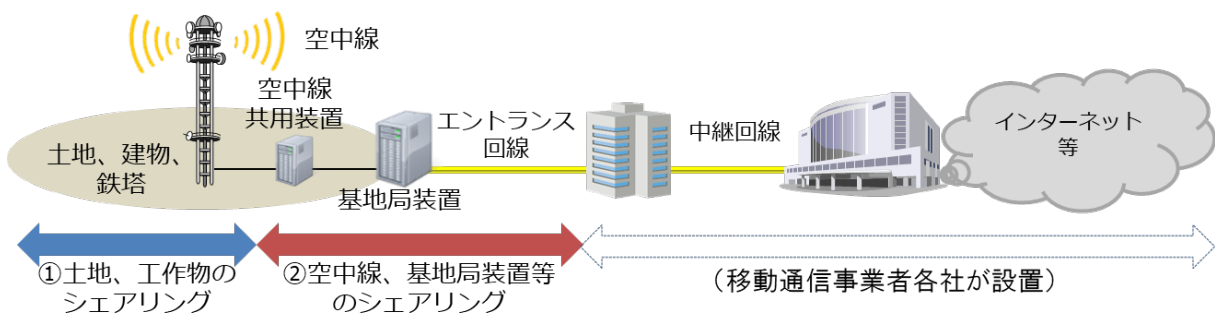 空中線
空中線
共用装置
土地、建物、
鉄塔
基地局装置
エントランス
回線
中継回線
インターネット
等
①土地、工作物の
シェアリング
②空中線、基地局装置等
のシェアリング
（移動通信事業者各社が設置）